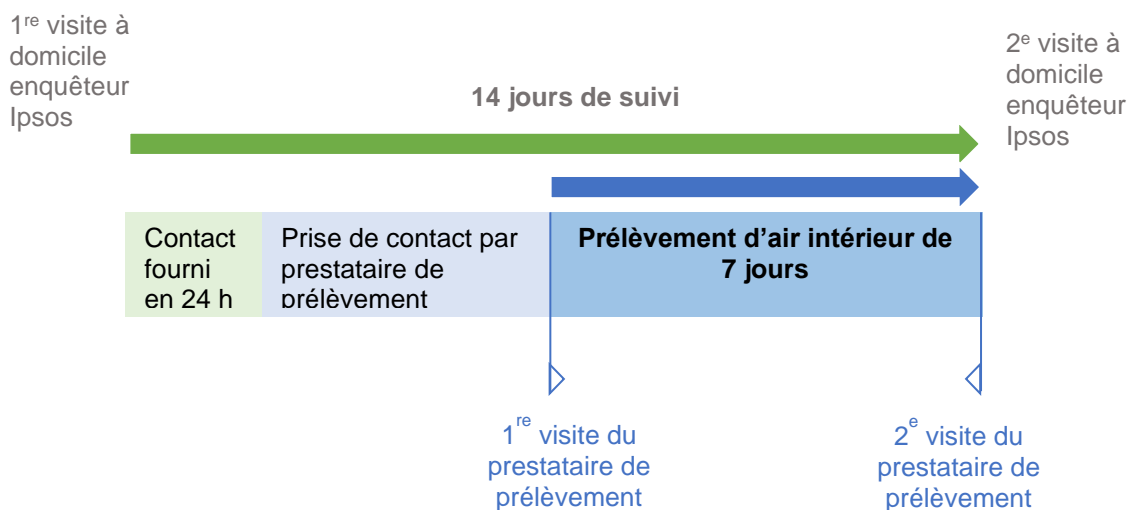 1re visite à
domicile
enquêteur
Ipsos
14 jours de suivi
2e visite à
domicile
enquêteur
Ipsos
Contact
fourni
en 24 h
Prise de contact par
prestataire de
prélèvement
Prélèvement d’air intérieur de
7 jours
1re visite du
prestataire de
prélèvement
2e visite du
prestataire de
prélèvement